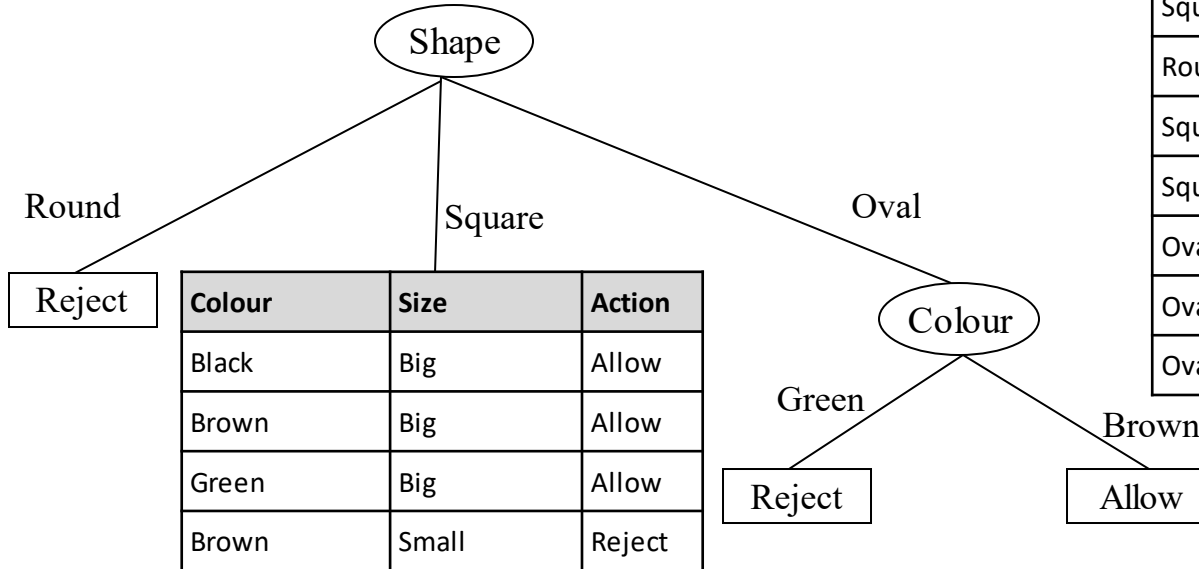 Shape
Round
Square
Oval
Reject
Colour Size Action
Black Big Allow
Brown Big Allow
Green Big Allow
Brown Small Reject
Colour
Green
Brown
Reject
Allow